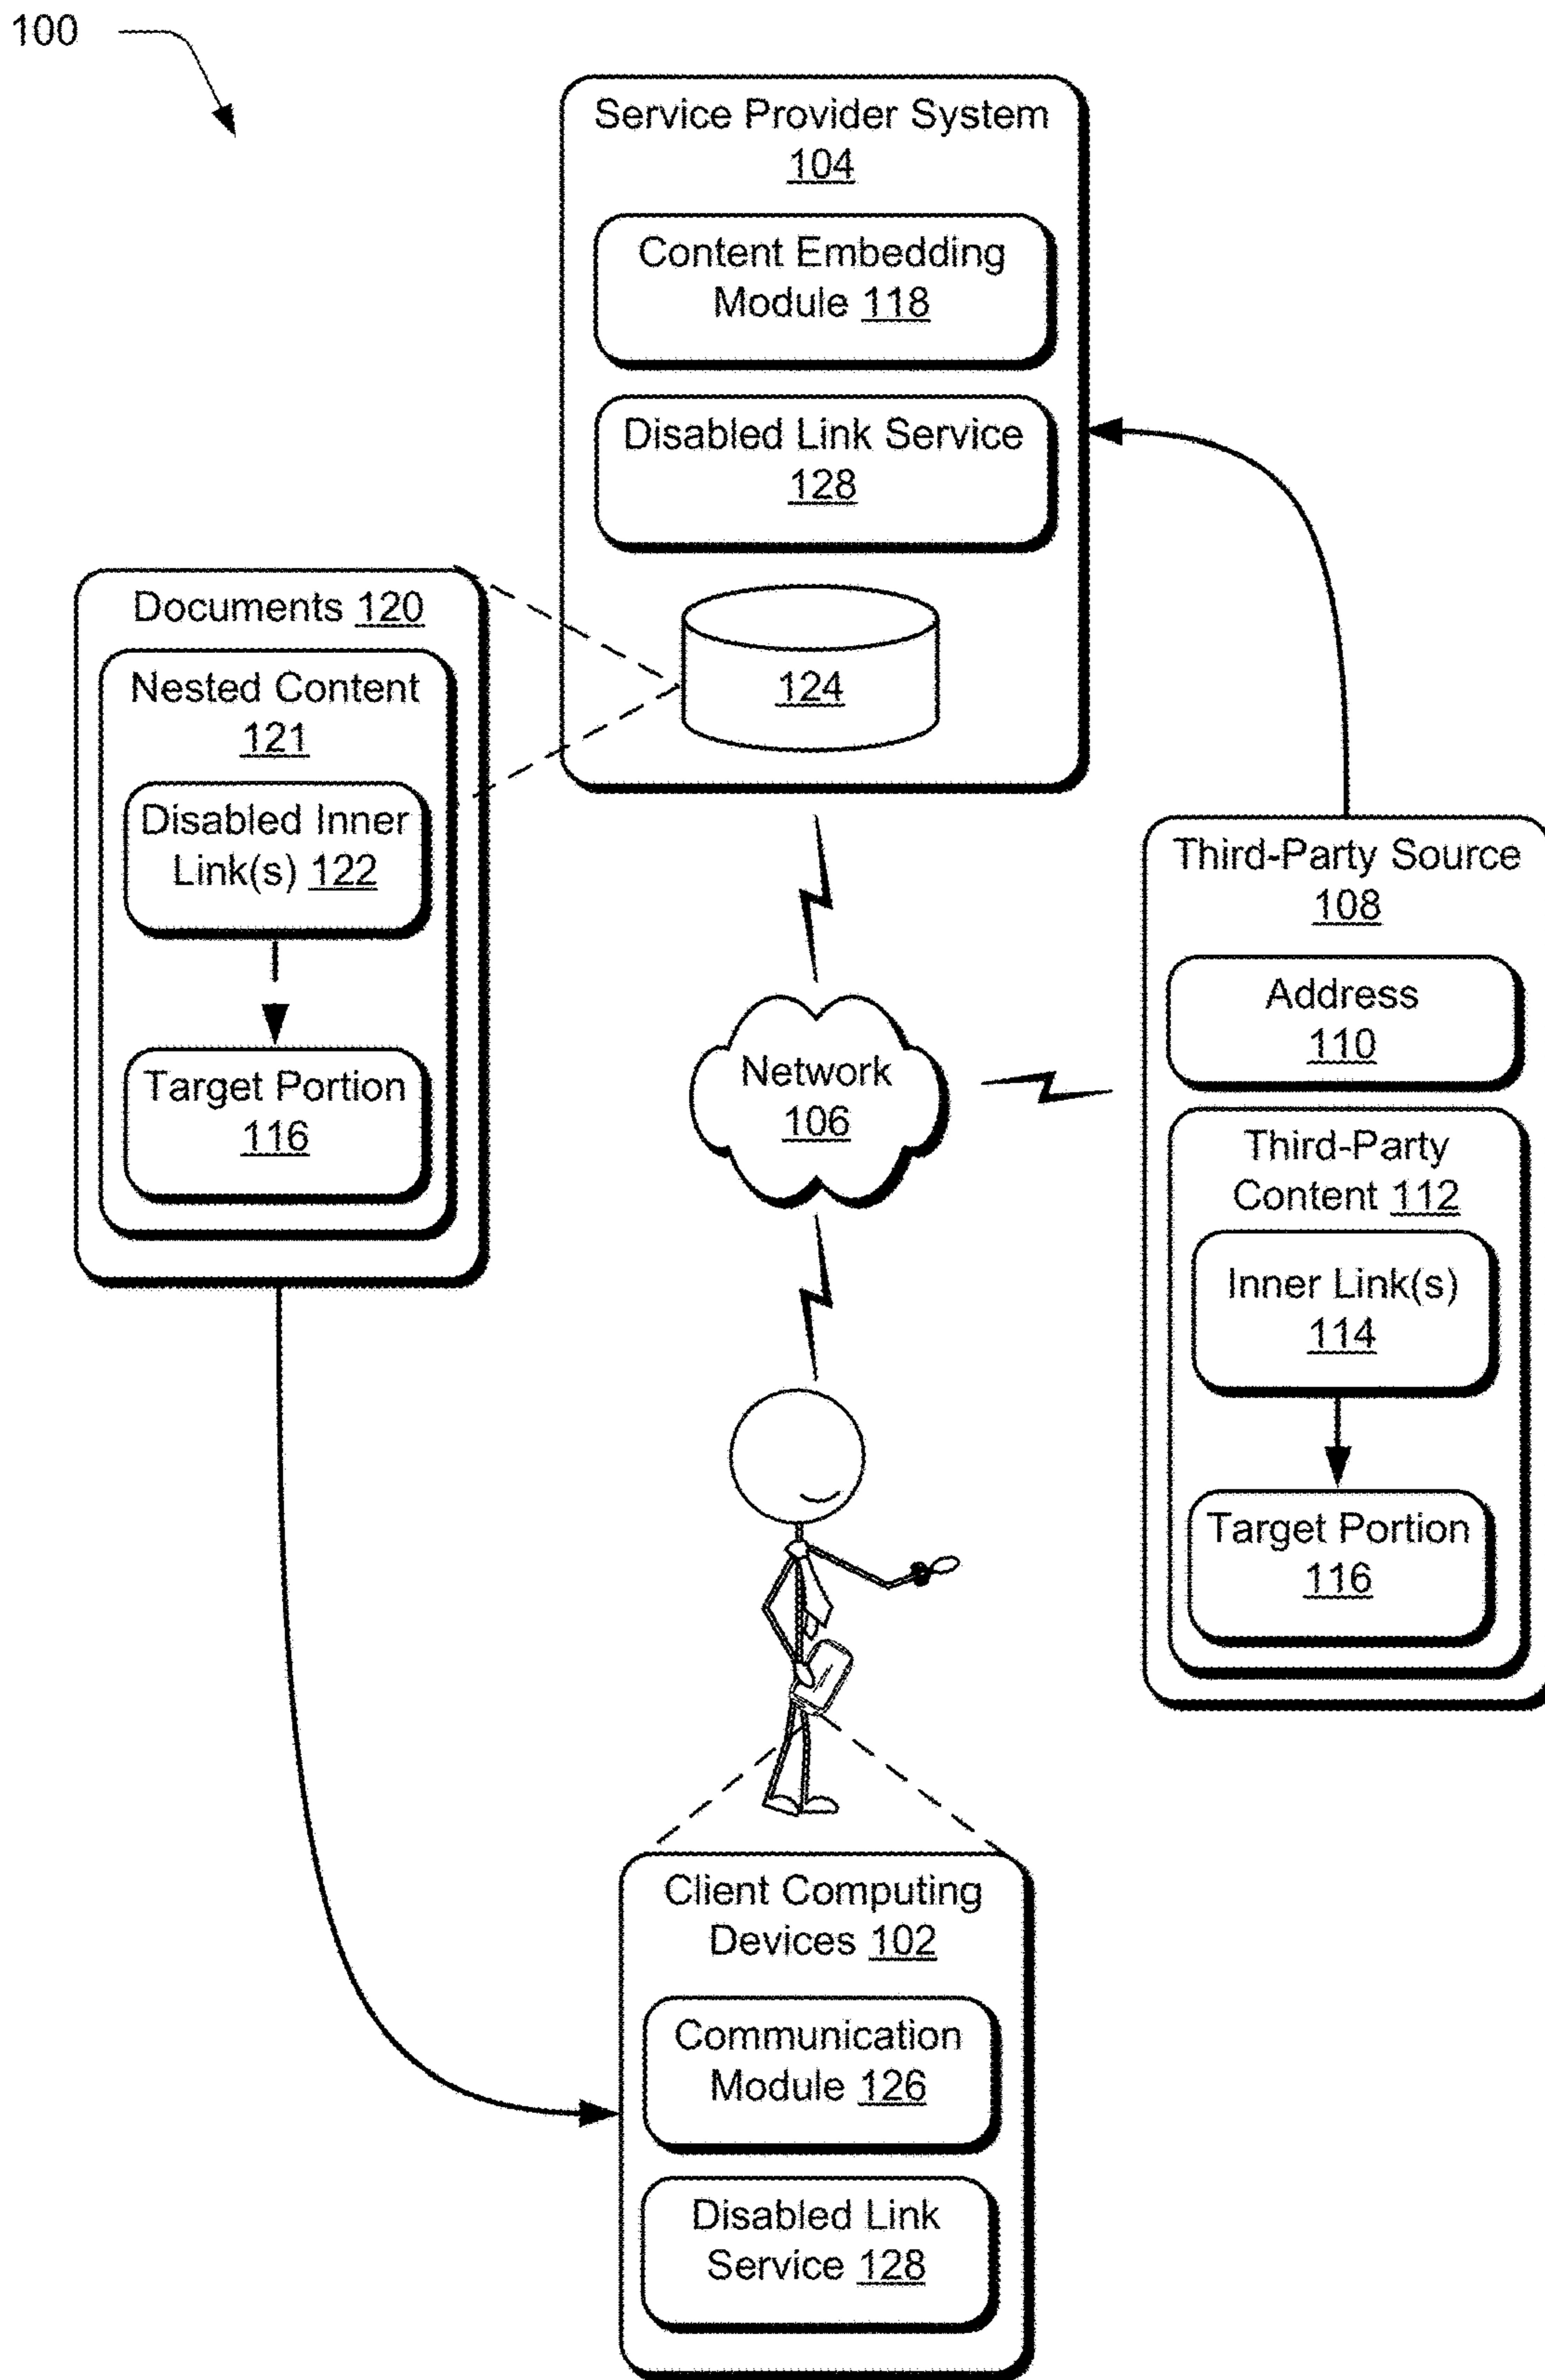 100
Service Provider System
104
Content Embedding
Module 118
Disabled Link Service
128
124
Documents 120
Nested Content
121
Disabled Inner
Link(s) 122
Target Portion
116
Network
106
Third-Party Source
108
Address
110
Third-Party
Content 112
Inner Link(s)
114
Target Portion
116
Client Computing
Devices 102
Communication
Module 126
Disabled Link
Service 128